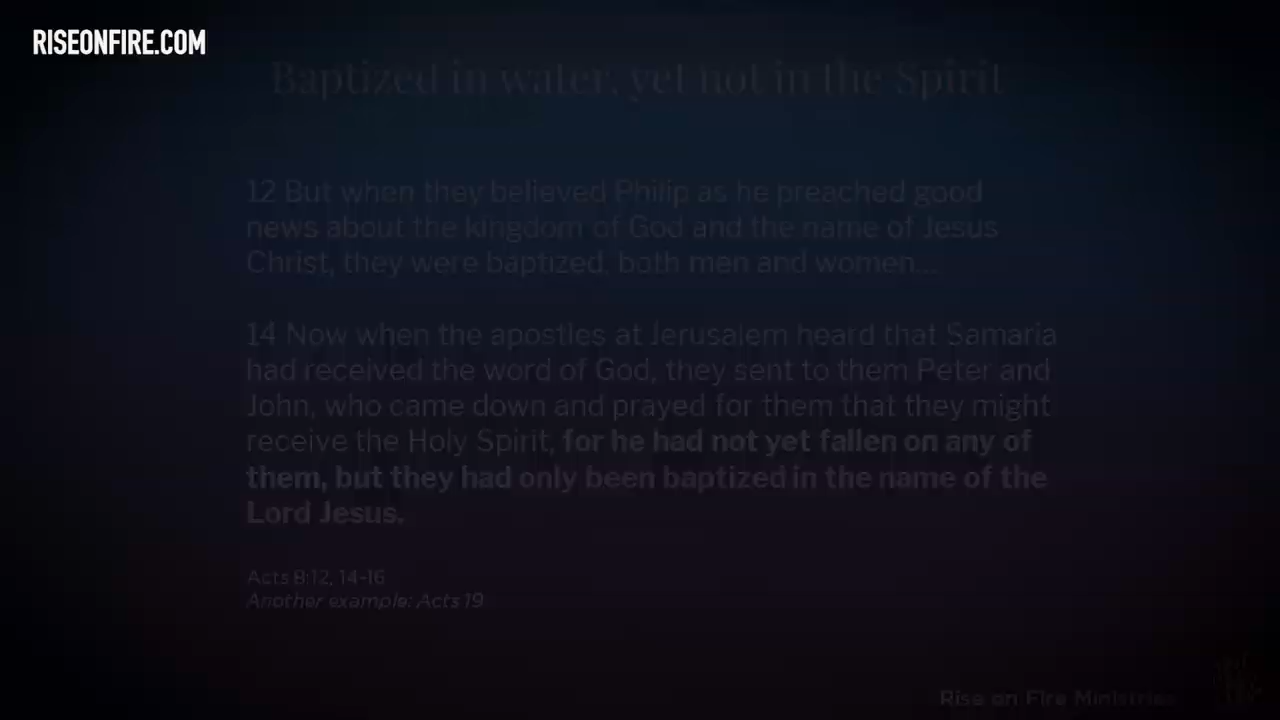 RISEONFIRE.COM
Baptized in water, yet not in the Spirit
12 But when they believed Philip as he preached good
news about the kingdom of God and the name of Jesus
Christ, they were baptized, both men and women...
14 Now when the apostles at Jerusalem heard that Samaria
had received the word of God, they sent to them Peter and
John, who came down and prayed for them that they might
receive the Holy Spirit, for he had not yet fallen on any of
them, but they had only been baptized in the name of the
Lord Jesus.
Acts 8:12, 14-16
Another example: Acts 19
Rise on Fire Ministries